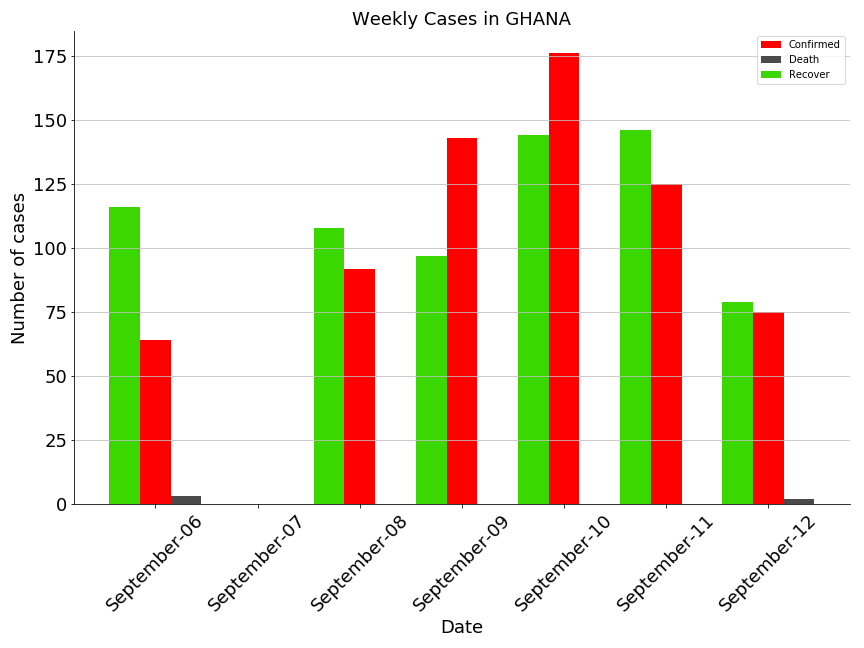 Weekly Cases in GHANA
Confirmed
Death
Recover
Number of cases
175
150
125
100
75
50
25
0
September-06
September-07
September-08
September-09
September-10
September-11
September-12
Date